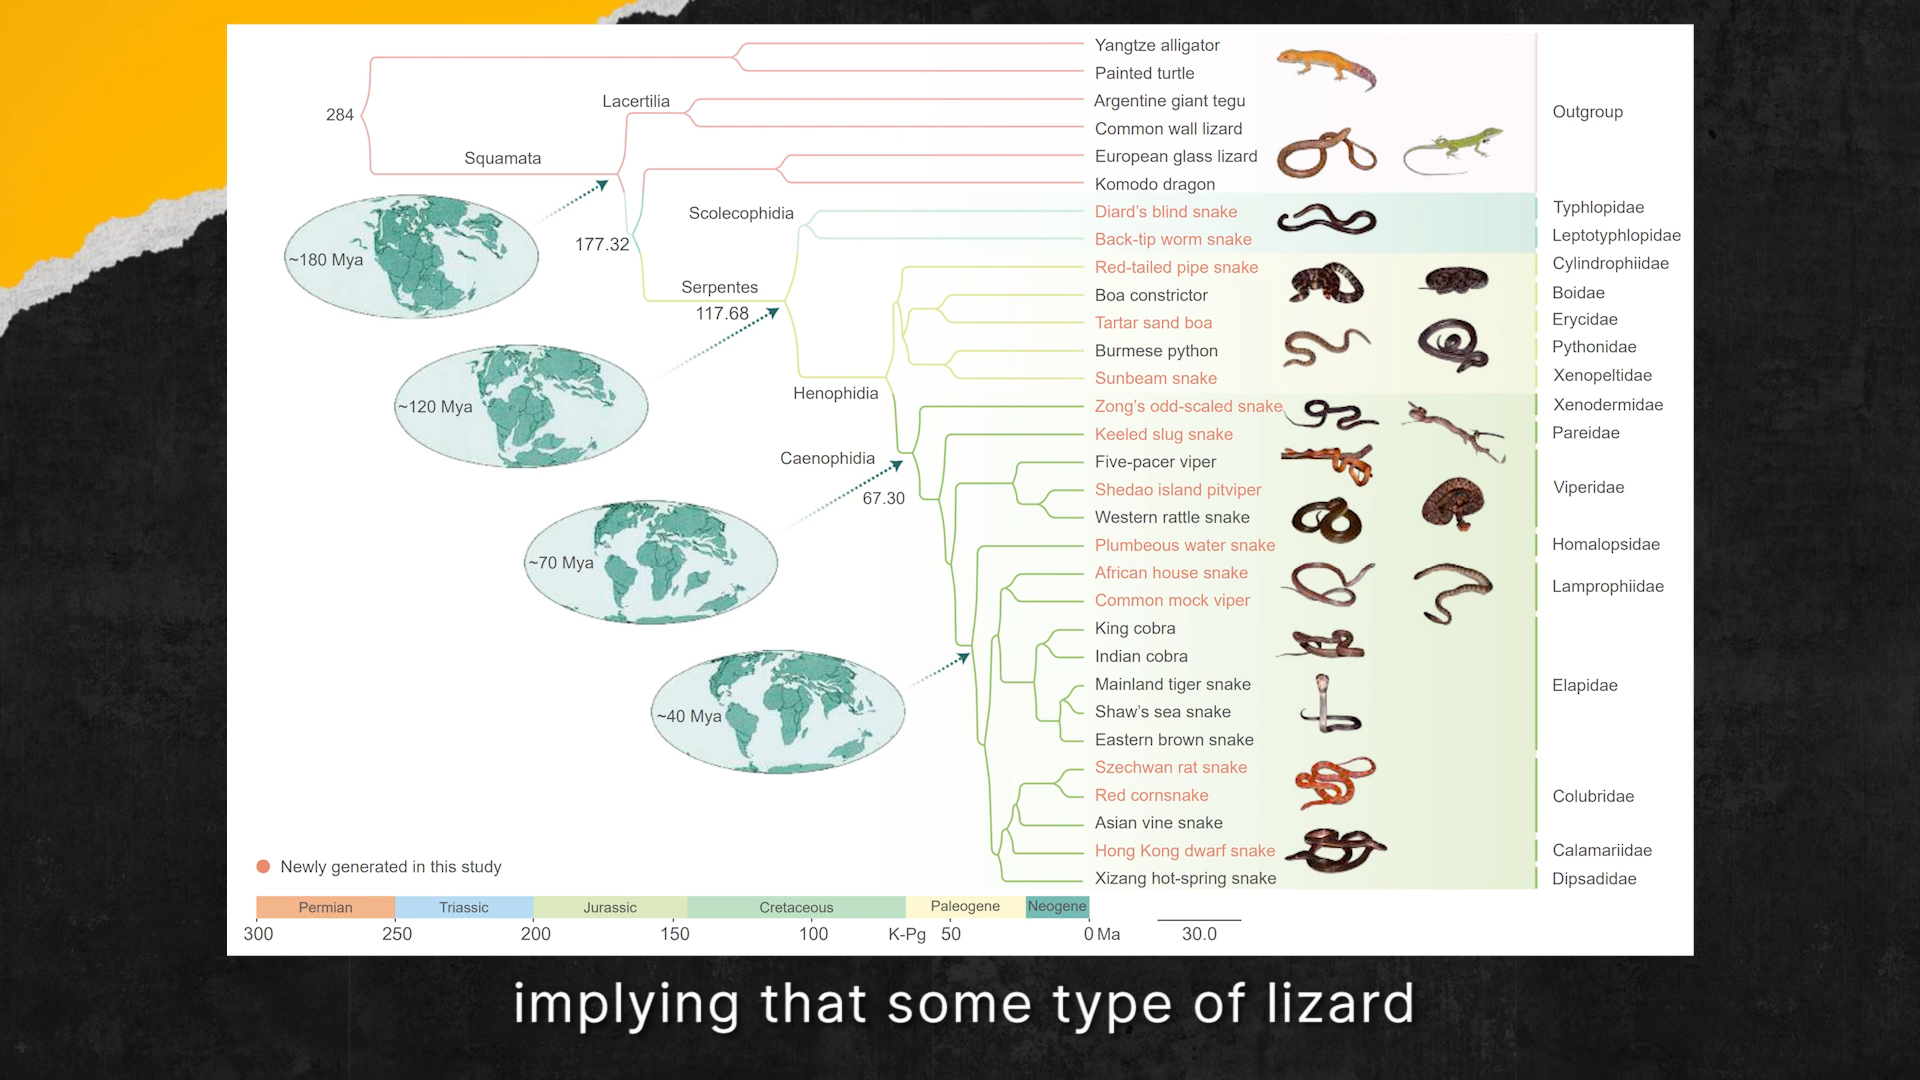 Yangtze alligator
Painted turtle
Lacertilia
Argentine giant tegu
284
Outgroup
Common wall lizard
Squamata
European glass lizard
Komodo dragon
Scolecophidia
Diard's blind snake
Typhlopidae
177.32
Back-tip worm snake
Leptotyphlopidae
~180 Mya
Red-tailed pipe snake
Cylindrophiidae
Serpentes
Boa constrictor
Boidae
117.68
Tartar sand boa
Erycidae
Burmese python
Pythonidae
Sunbeam snake
Xenopeltidae
Henophidia
~120 Mya
Zong's odd-scaled snake
Xenodermidae
Keeled slug snake
Pareidae
Caenophidia
Five-pacer viper
67.30
Shedao island pitviper
Viperidae
Western rattle snake
Plumbeous water snake
Homalopsidae
~70 Mya
African house snake
Lamprophiidae
Common mock viper
King cobra
Indian cobra
Mainland tiger snake
Elapidae
~40 Mya
Shaw's sea snake
Eastern brown snake
Szechwan rat snake
Red cornsnake
Colubridae
Asian vine snake
Hong Kong dwarf snake
Calamariidae
Newly generated in this study
Xizang hot-spring snake
Dipsadidae
Permian Triassic Jurassic Cretaceous Paleogene Neogene
300 250 200 150 100 K-Pg 50 0 Ma 30.0
implying that some type of lizard